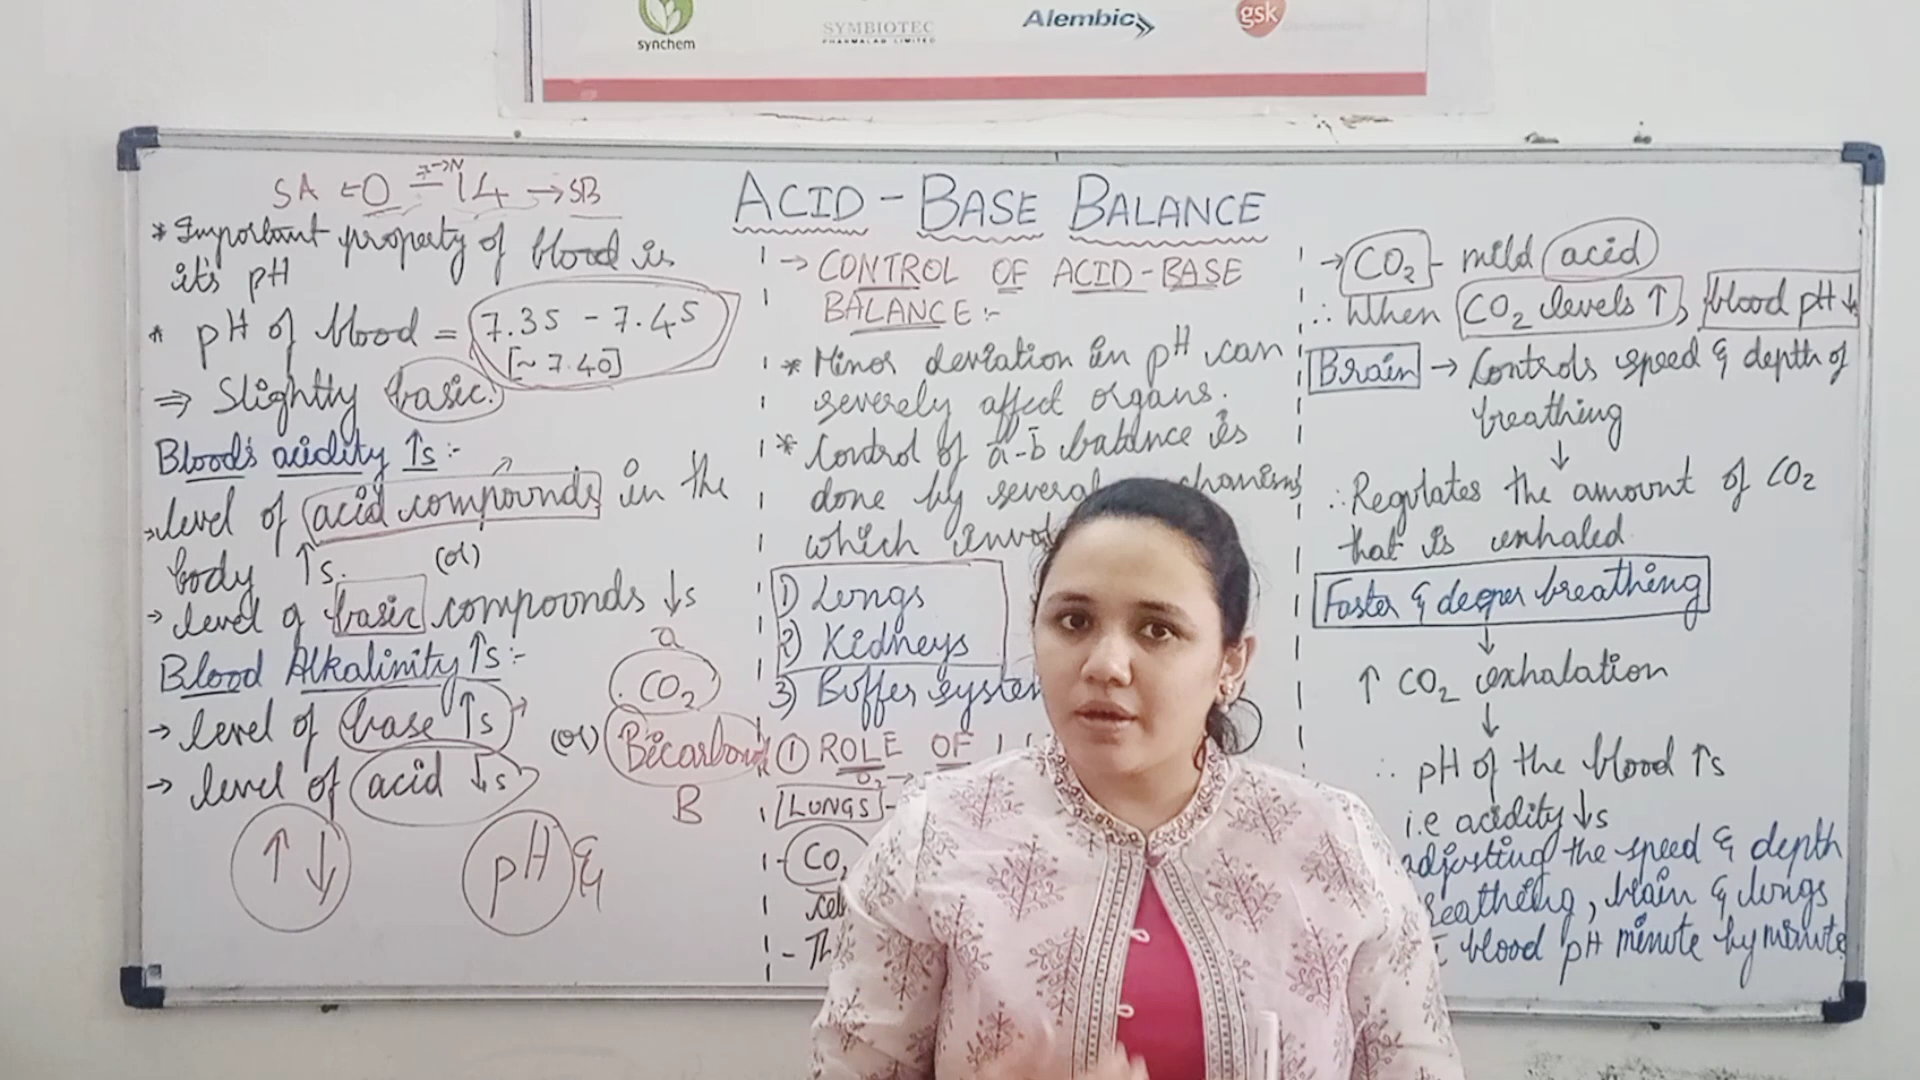 synchem
SYMBIOTEC
PHARMALAB LIMITED
Alembic
gsk
ACID - BASE BALANCE
SA ← 0 — 14 → SB
7 → N
* Important property of blood is
it's pH
* pH of blood = 7.35 - 7.45
[~ 7.40]
⇒ Slightly basic.
Blood's acidity ↑s :-
→ level of acid compounds in the
body ↑s. (or)
→ level of basic compounds ↓s
Blood Alkalinity ↑s :-
→ level of base ↑s (or)
→ level of acid ↓s
a
CO2
B
↑ ↓
pH
→ CONTROL OF ACID-BASE
BALANCE :-
* Minor deviation in pH can
severely affect organs.
* Control of a-b balance is
done by several
which
1) Lungs
2) Kidneys
3) Buffer system
① ROLE OF
LUNGS -
- CO2
→ CO2 - mild acid
∴ When CO2 levels ↑, blood pH ↓
Brain → Controls speed & depth of
breathing
↓
∴ Regulates the amount of CO2
that is exhaled
Faster & deeper breathing
↓
↑ CO2 exhalation
↓
∴ pH of the blood ↑s
i.e acidity ↓s
adjusting the speed & depth
breathing, brain & lungs
blood pH minute by minute